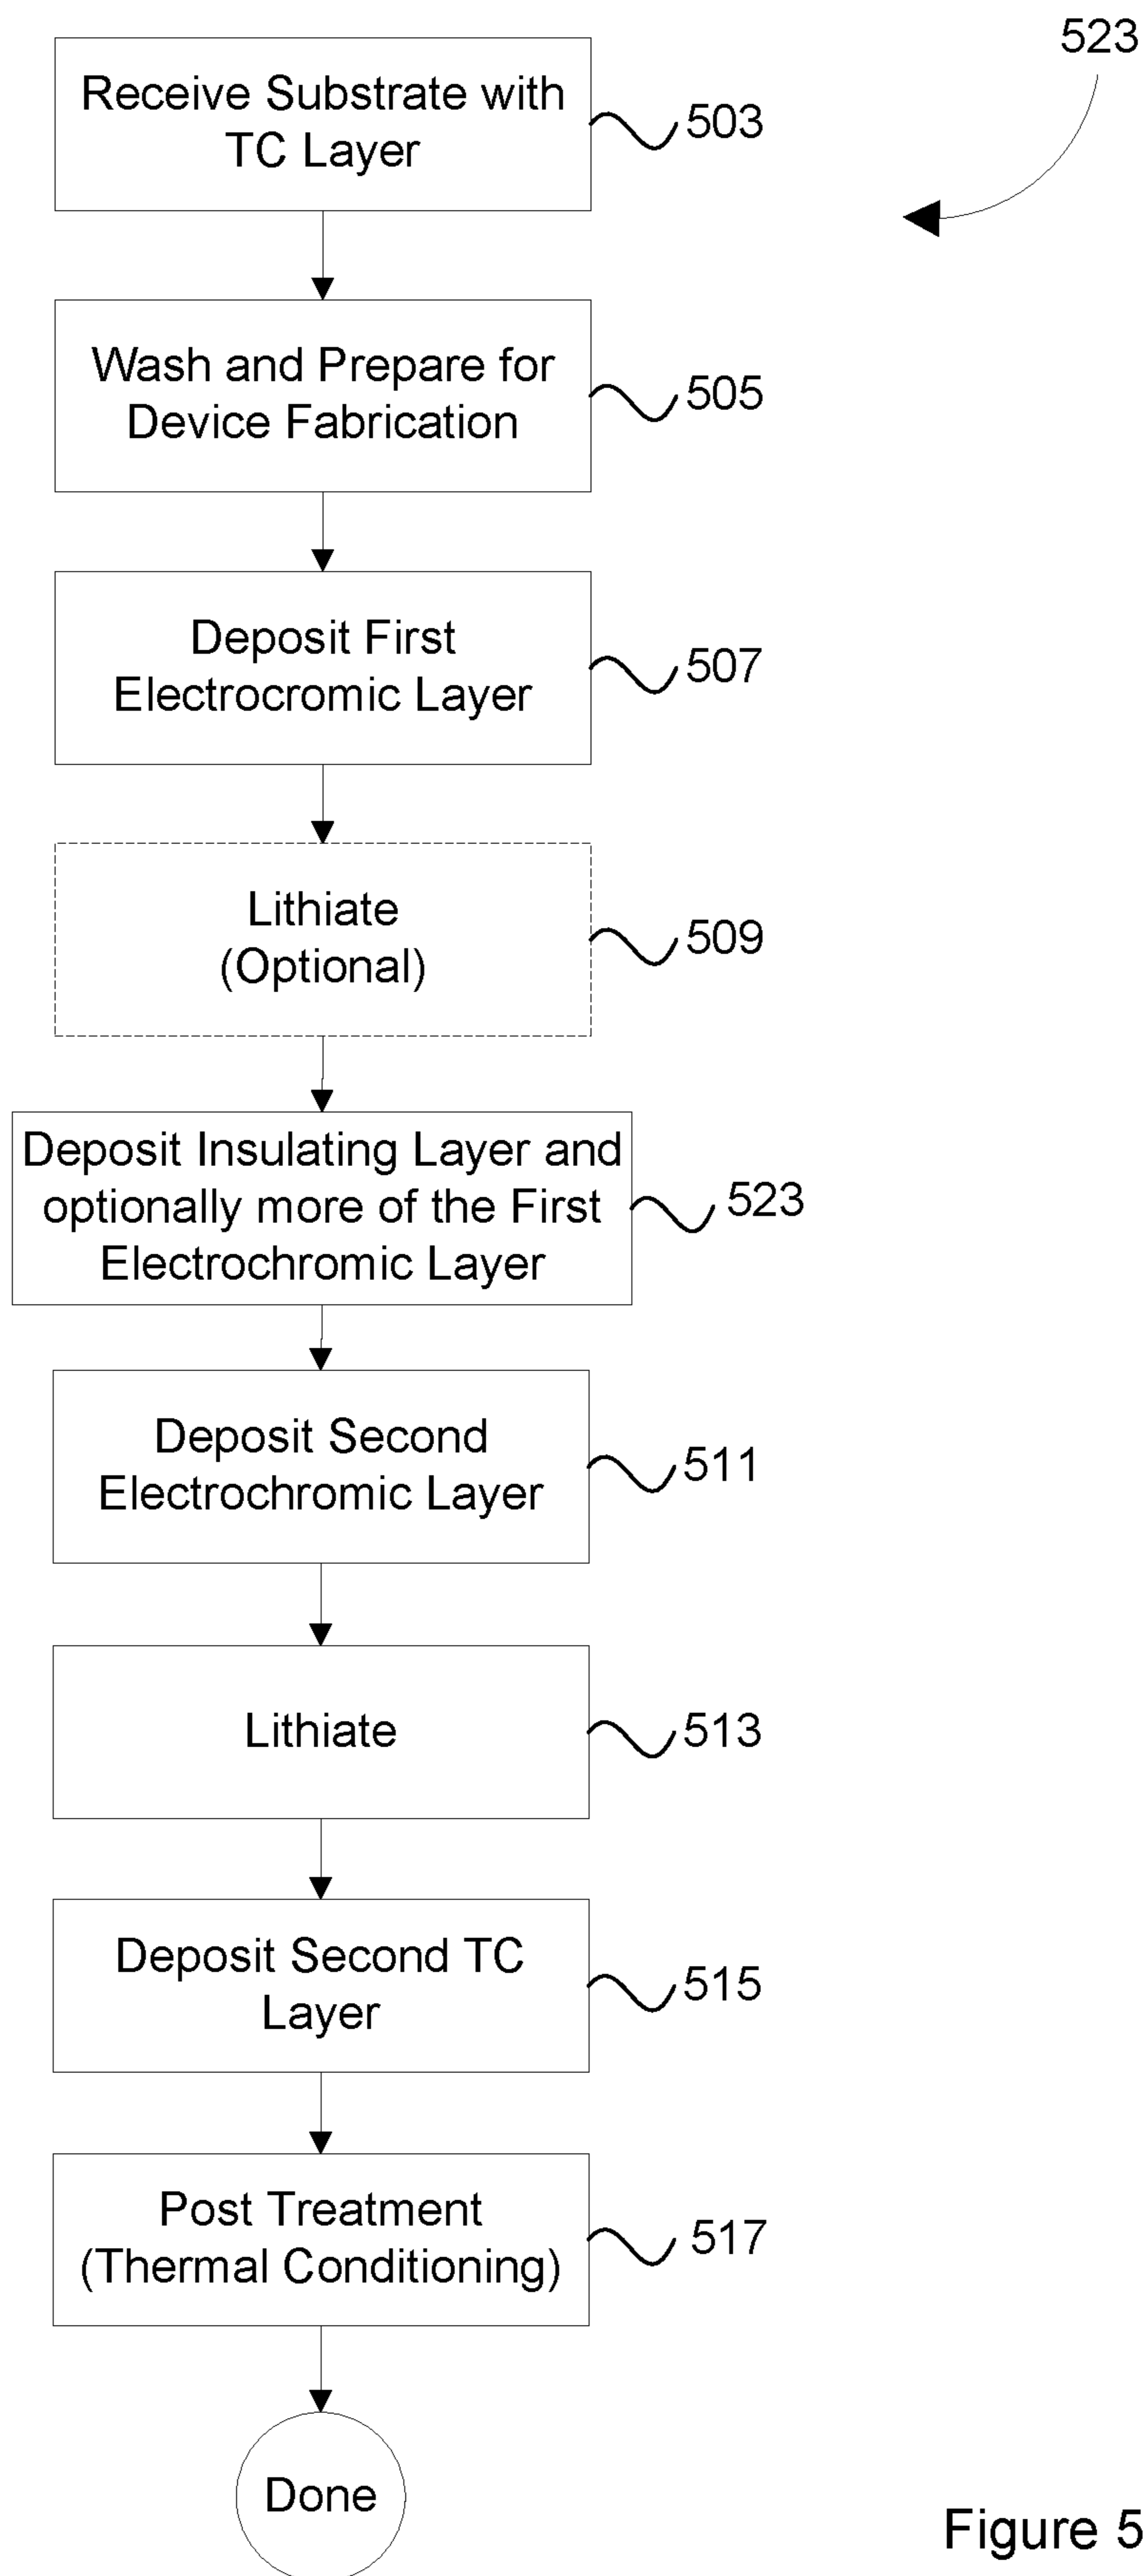 523
Receive Substrate with
TC Layer
503
Wash and Prepare for
Device Fabrication
505
Deposit First
Electrocromic Layer
507
Lithiate
(Optional)
509
Deposit Insulating Layer and
optionally more of the First
Electrochromic Layer
523
Deposit Second
Electrochromic Layer
511
Lithiate
513
Deposit Second TC
Layer
515
Post Treatment
(Thermal Conditioning)
517
Done
Figure 5